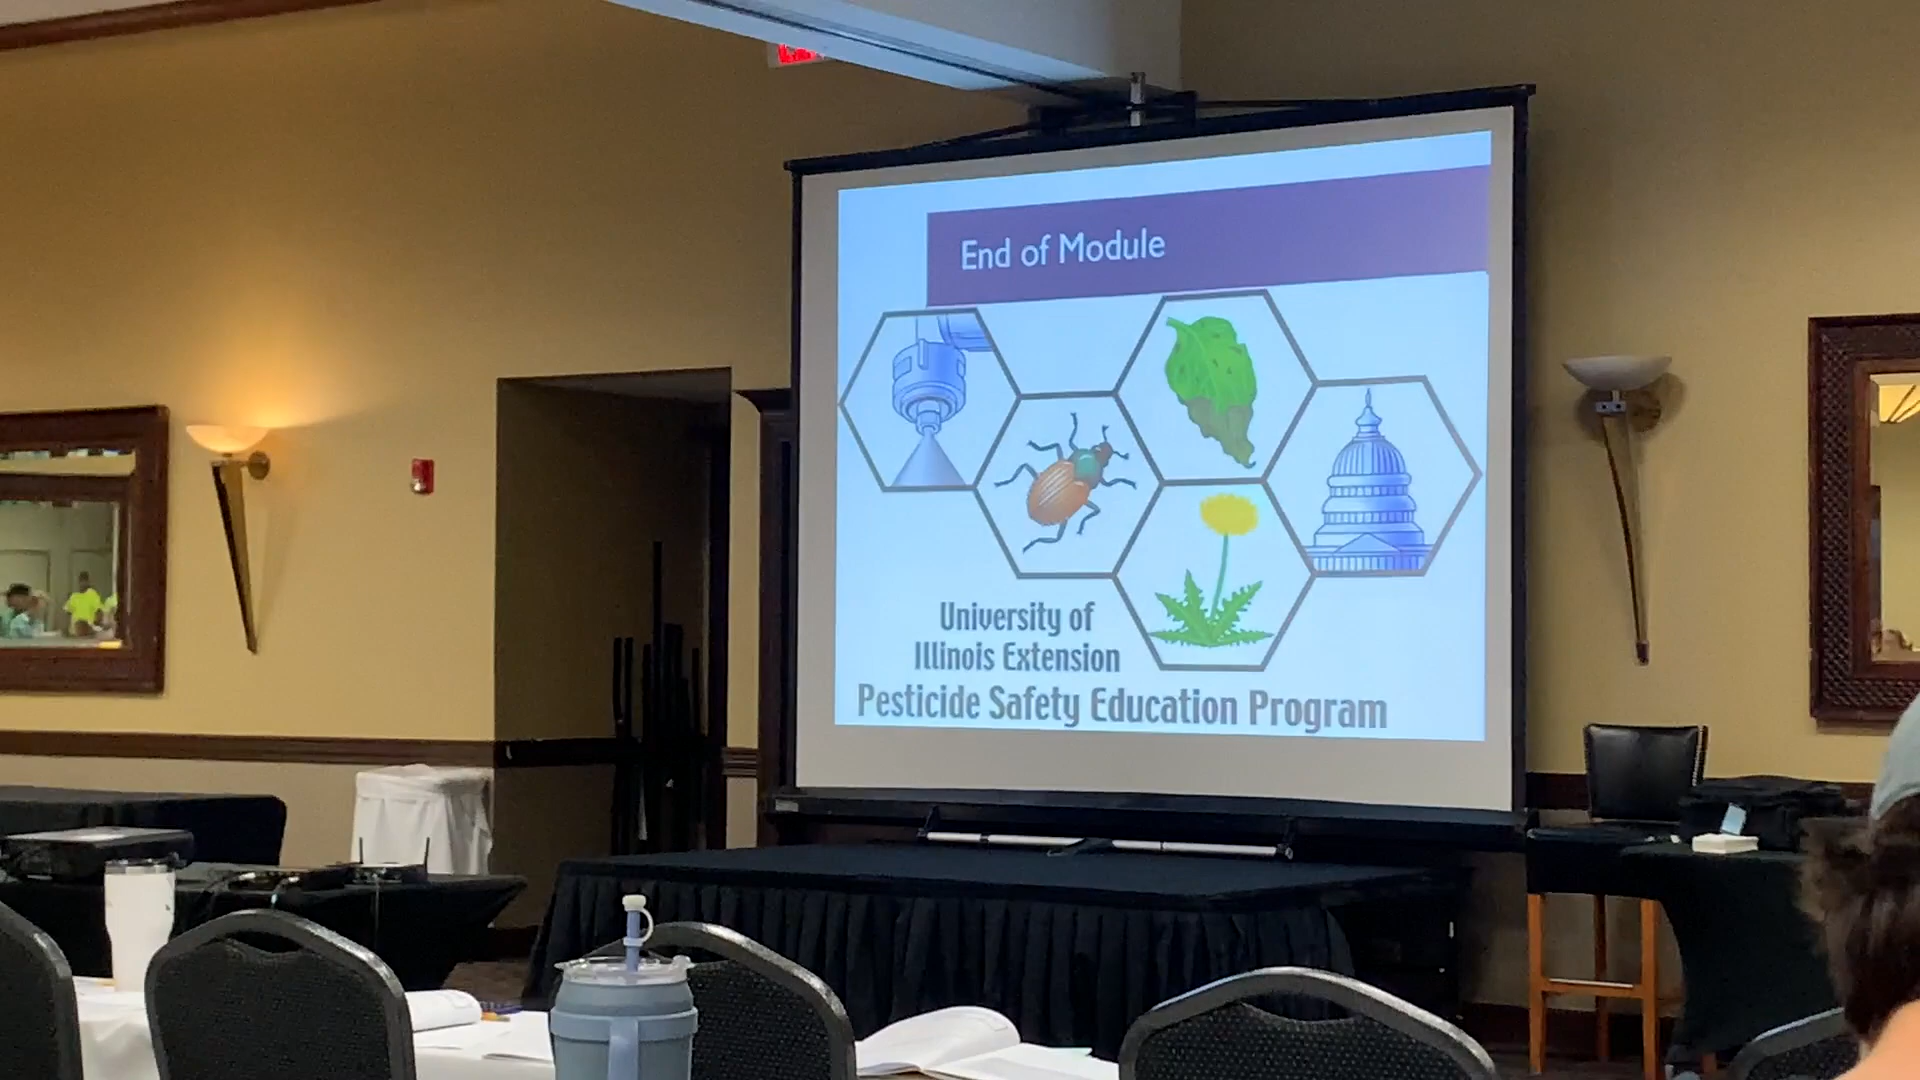 End of Module
University of
Illinois Extension
Pesticide Safety Education Program